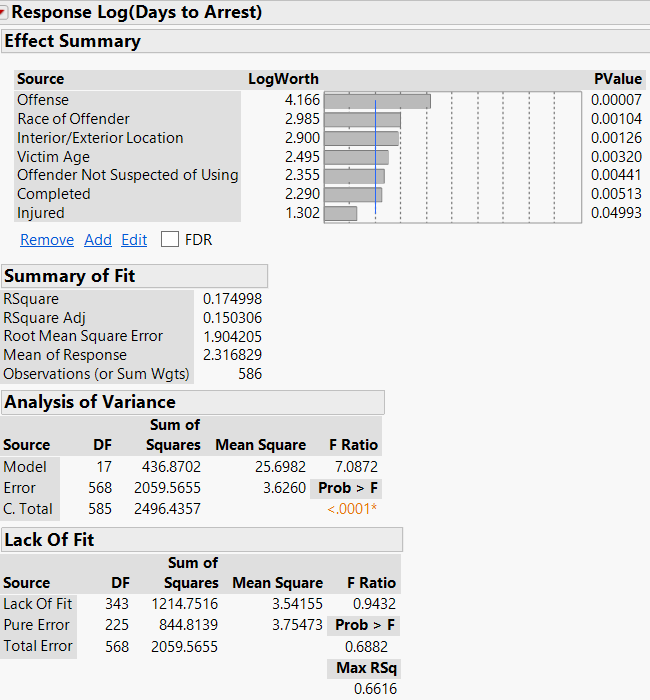 Response Log(Days to Arrest)
Effect Summary
Source LogWorth PValue
Offense 4.166 0.00007
Race of Offender 2.985 0.00104
Interior/Exterior Location 2.900 0.00126
Victim Age 2.495 0.00320
Offender Not Suspected of Using 2.355 0.00441
Completed 2.290 0.00513
Injured 1.302 0.04993
Remove Add Edit FDR
Summary of Fit
RSquare 0.174998
RSquare Adj 0.150306
Root Mean Square Error 1.904205
Mean of Response 2.316829
Observations (or Sum Wgts) 586
Analysis of Variance
Sum of
Source DF Squares Mean Square F Ratio
Model 17 436.8702 25.6982 7.0872
Error 568 2059.5655 3.6260 Prob > F
C. Total 585 2496.4357 <.0001*
Lack Of Fit
Sum of
Source DF Squares Mean Square F Ratio
Lack Of Fit 343 1214.7516 3.54155 0.9432
Pure Error 225 844.8139 3.75473 Prob > F
Total Error 568 2059.5655 0.6882
Max RSq
0.6616